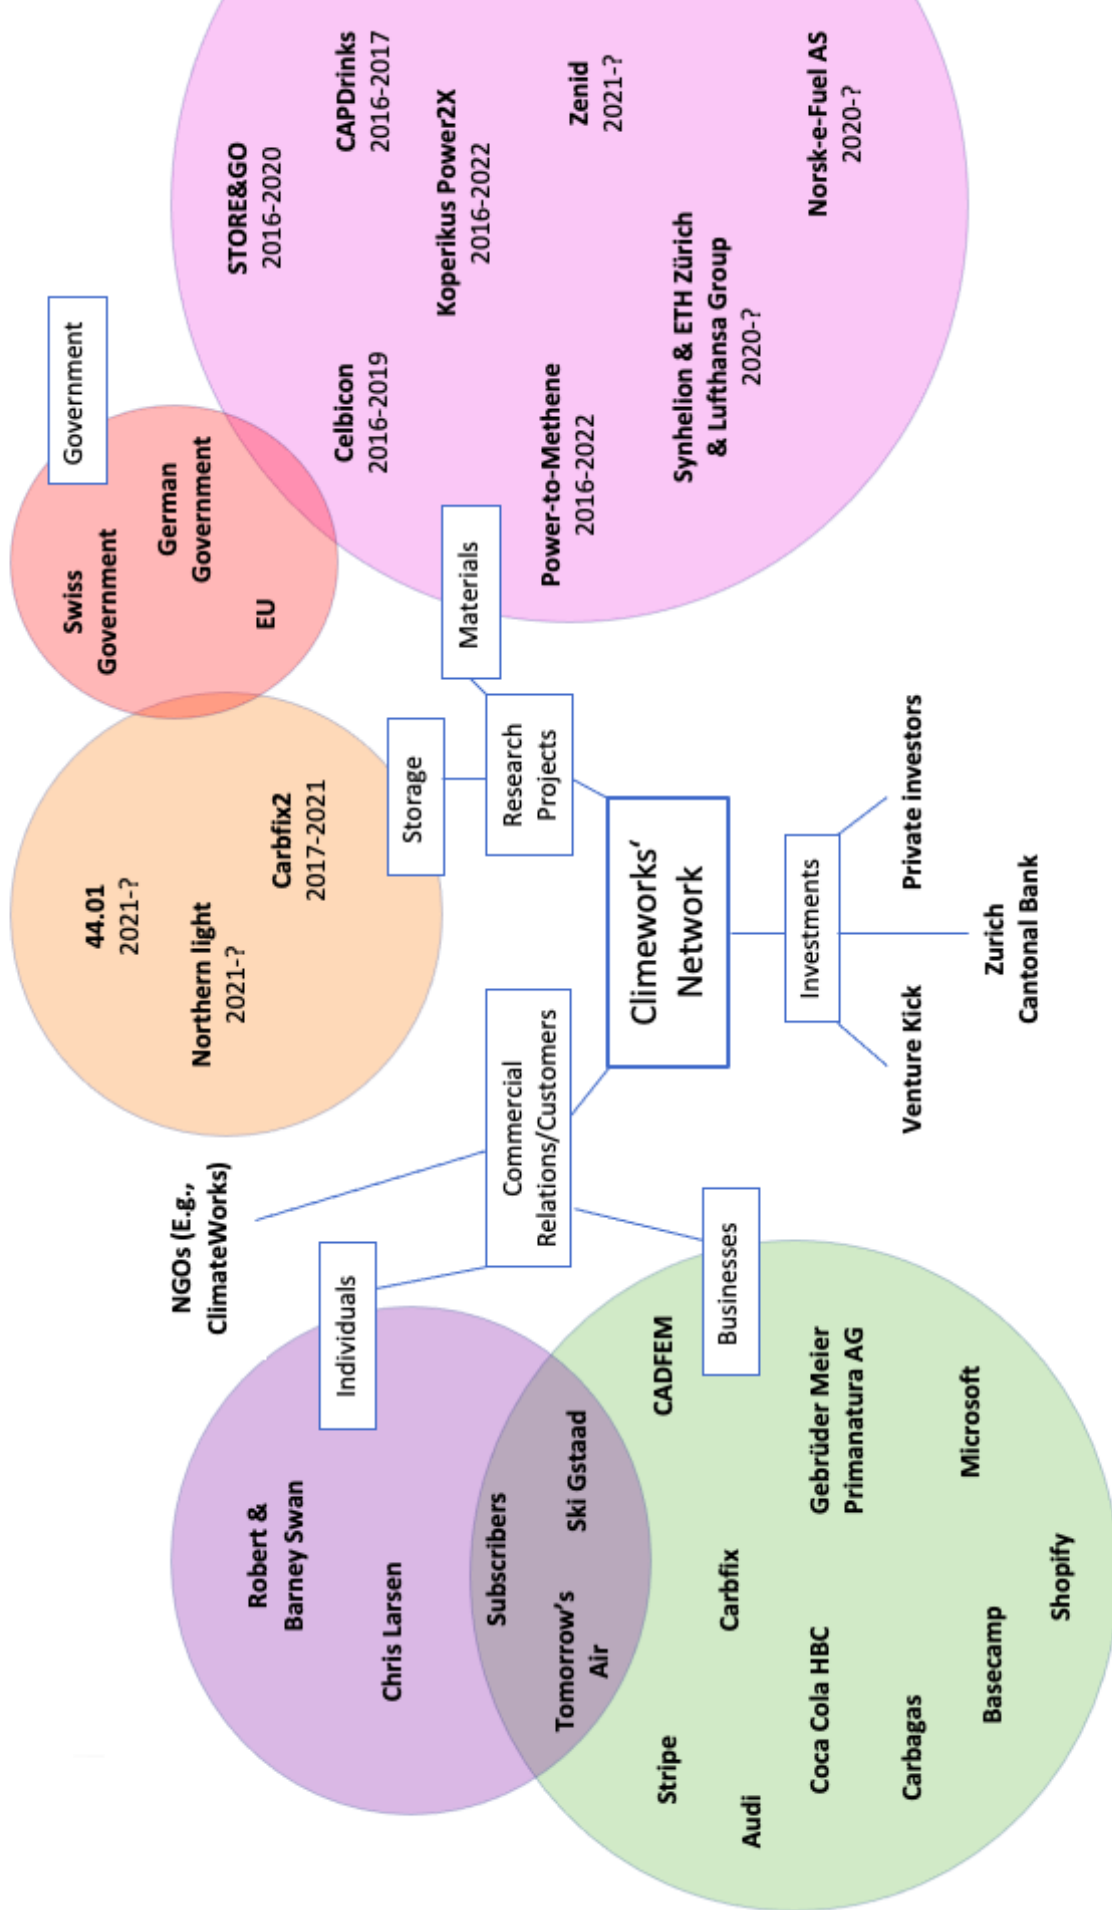 Climeworks'
Network
Commercial
Relations/Customers
NGOs (E.g.,
ClimateWorks)
Individuals
Robert &
Barney Swan
Chris Larsen
Subscribers
Tomorrow's
Air
Ski Gstaad
Businesses
Stripe
CADFEM
Audi
Carbfix
Coca Cola HBC
Gebrüder Meier
Primanatura AG
Carbagas
Basecamp
Microsoft
Shopify
Research
Projects
Storage
44.01
2021-?
Northern light
2021-?
Carbfix2
2017-2021
Government
Swiss
Government
German
Government
EU
Materials
STORE&GO
2016-2020
CAPDrinks
2016-2017
Celbicon
2016-2019
Koperikus Power2X
2016-2022
Zenid
2021-?
Power-to-Methene
2016-2022
Synhelion & ETH Zürich
& Lufthansa Group
2020-?
Norsk-e-Fuel AS
2020-?
Investments
Venture Kick
Private investors
Zurich
Cantonal Bank